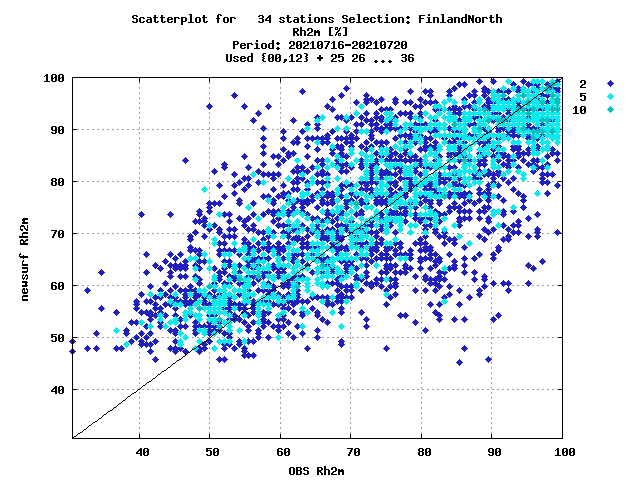 Scatterplot for   34 stations Selection: FinlandNorth
Rh2m [%]
Period: 20210716-20210720
Used {00,12} + 25 26 ... 36
100
90
80
70
60
50
40
newsurf Rh2m
40 50 60 70 80 90 100
OBS Rh2m
2
5
10